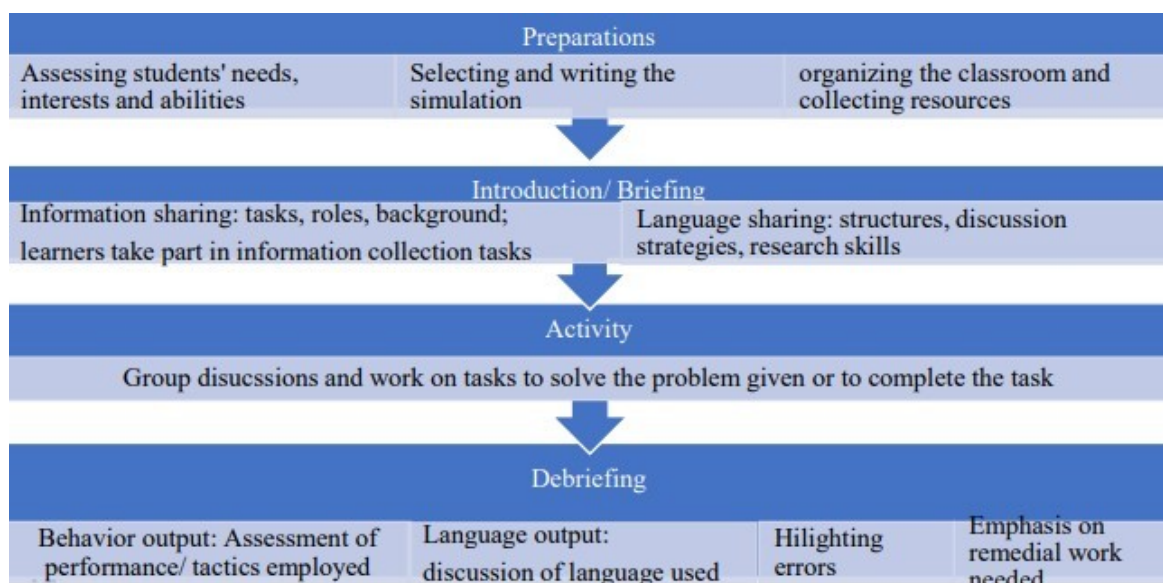 Preparations
Assessing students' needs,
interests and abilities
Selecting and writing the
simulation
organizing the classroom and
collecting resources
Introduction/ Briefing
Information sharing: tasks, roles, background;
learners take part in information collection tasks
Language sharing: structures, discussion
strategies, research skills
Activity
Group disucssions and work on tasks to solve the problem given or to complete the task
Debriefing
Behavior output: Assessment of
performance/ tactics employed
Language output:
discussion of language used
Hilighting
errors
Emphasis on
remedial work
needed